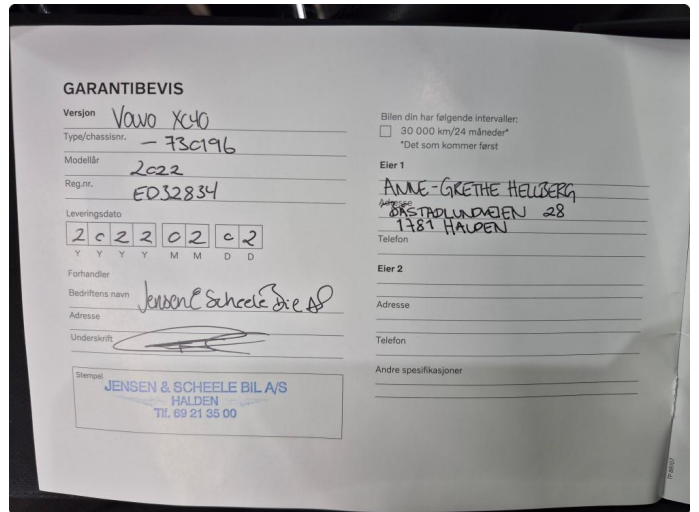 GARANTIBEVIS
Versjon Volvo XC40
Type/chassisnr. - 730196
Modellår 2022
Reg.nr. ED32834
Leveringsdato
2 0 2 2 0 2 0 2
Y Y Y Y M M D D
Forhandler
Bedriftens navn Jensen & Scheele Bil AS
Adresse
Underskrift
Stempel
JENSEN & SCHEELE BIL A/S
HALDEN
Tlf. 69 21 35 00
Bilen din har følgende intervaller:
30 000 km/24 måneder*
*Det som kommer først
Eier 1
ANNE-GRETHE HELLBERG
Adresse
BÅSTADLUNDVEIEN 28
1781 HALDEN
Telefon
Eier 2
Adresse
Telefon
Andre spesifikasjoner